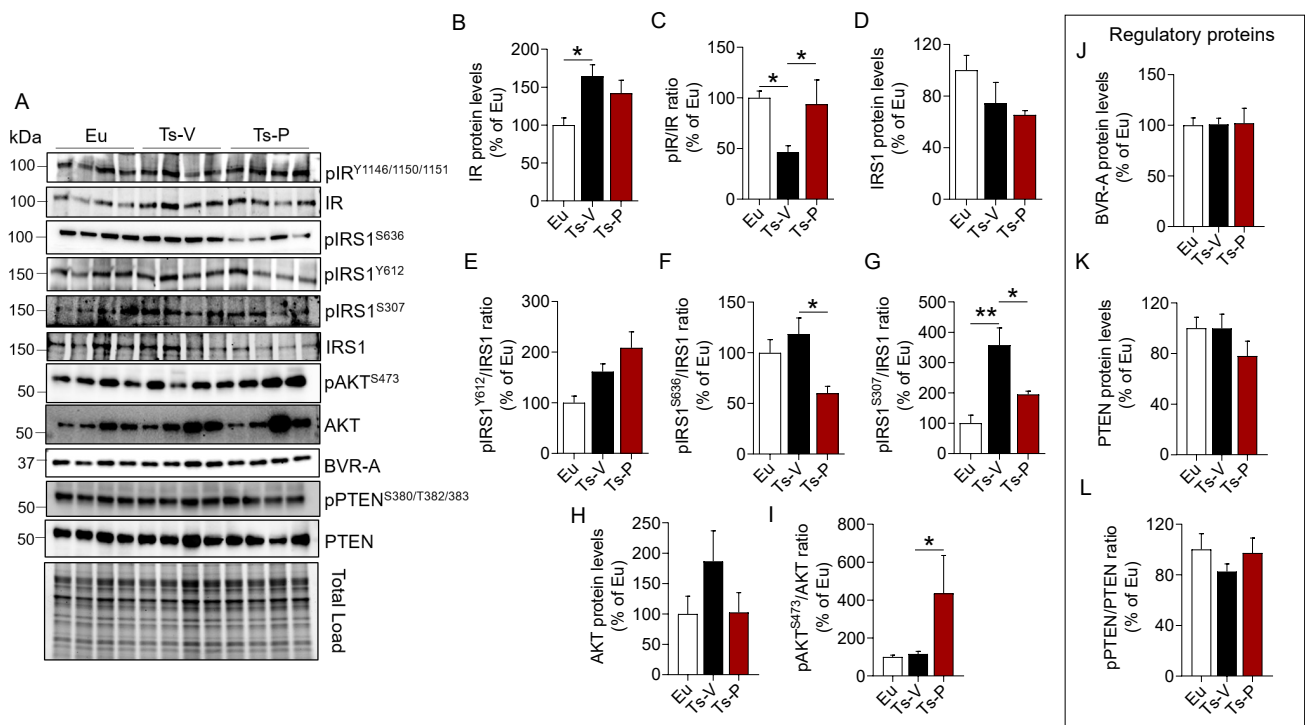 A
kDa
Eu Ts-V Ts-P
100 pIR^Y1146/1150/1151
100 IR
100 pIRS1^S636
150 pIRS1^Y612
150 pIRS1^S307
150 IRS1
50 pAKT^S473
50 AKT
37 BVR-A
50 pPTEN^S380/T382/383
50 PTEN
Total Load
B
IR protein levels
(% of Eu)
200
150
100
50
0
*
Eu
Ts-V
Ts-P
C
pIR/IR ratio
(% of Eu)
150
100
50
0
* *
Eu
Ts-V
Ts-P
D
IRS1 protein levels
(% of Eu)
120
80
40
0
Eu
Ts-V
Ts-P
E
pIRS1^Y612/IRS1 ratio
(% of Eu)
300
200
100
0
Eu
Ts-V
Ts-P
F
pIRS1^S636/IRS1 ratio
(% of Eu)
150
100
50
0
*
Eu
Ts-V
Ts-P
G
pIRS1^S307/IRS1 ratio
(% of Eu)
500
400
300
200
100
0
** *
Eu
Ts-V
Ts-P
H
AKT protein levels
(% of Eu)
250
200
150
100
50
0
Eu
Ts-V
Ts-P
I
pAKT^S473/AKT ratio
(% of Eu)
800
600
400
200
0
*
Eu
Ts-V
Ts-P
Regulatory proteins
J
BVR-A protein levels
(% of Eu)
150
100
50
0
Eu
Ts-V
Ts-P
K
PTEN protein levels
(% of Eu)
120
80
40
0
Eu
Ts-V
Ts-P
L
pPTEN/PTEN ratio
(% of Eu)
120
80
40
0
Eu
Ts-V
Ts-P